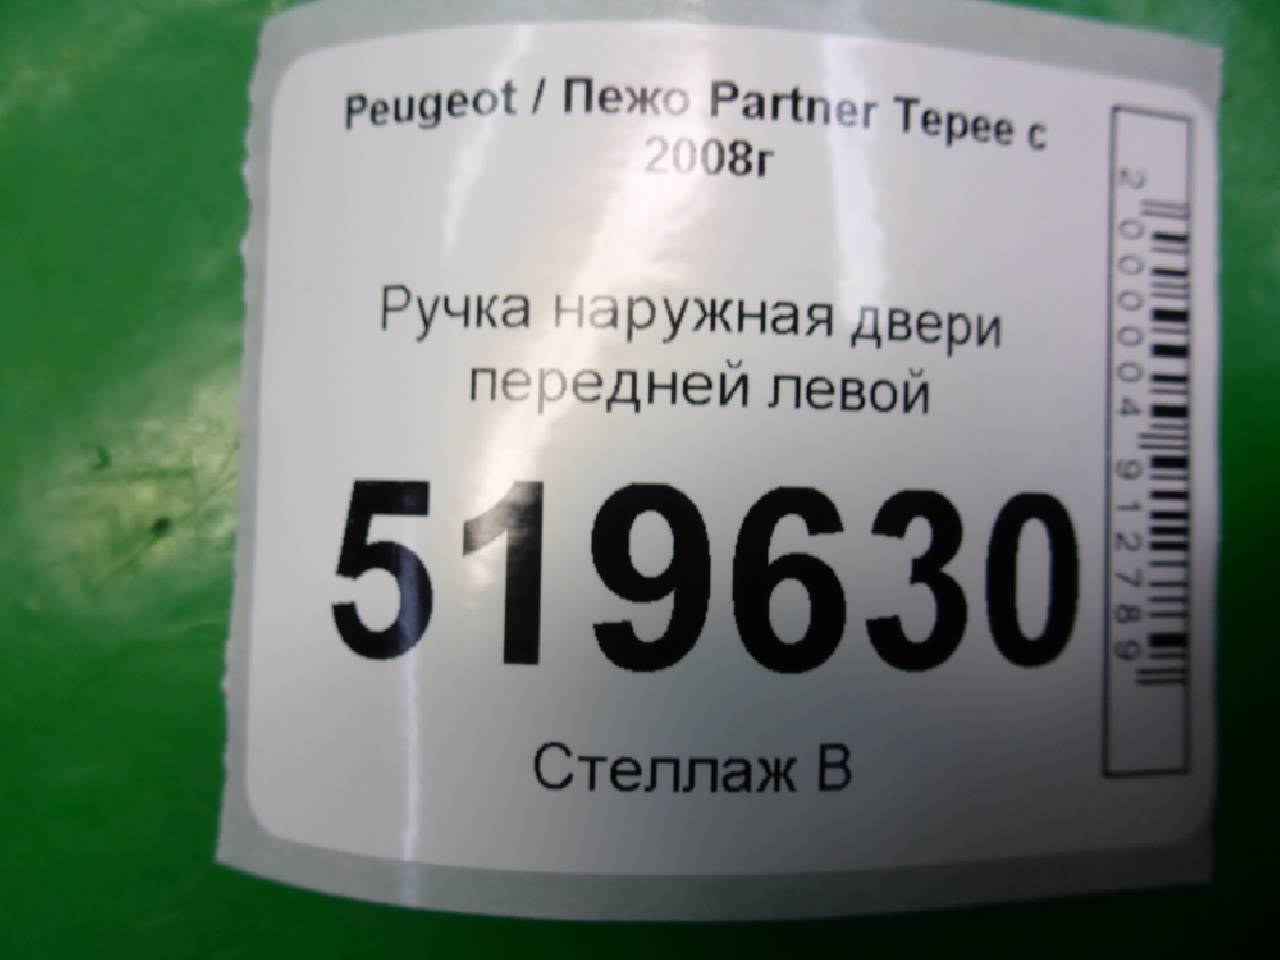 Peugeot / Пежо Partner Tepee с
2008г
Ручка наружная двери
передней левой
519630
Стеллаж В
2000004912789